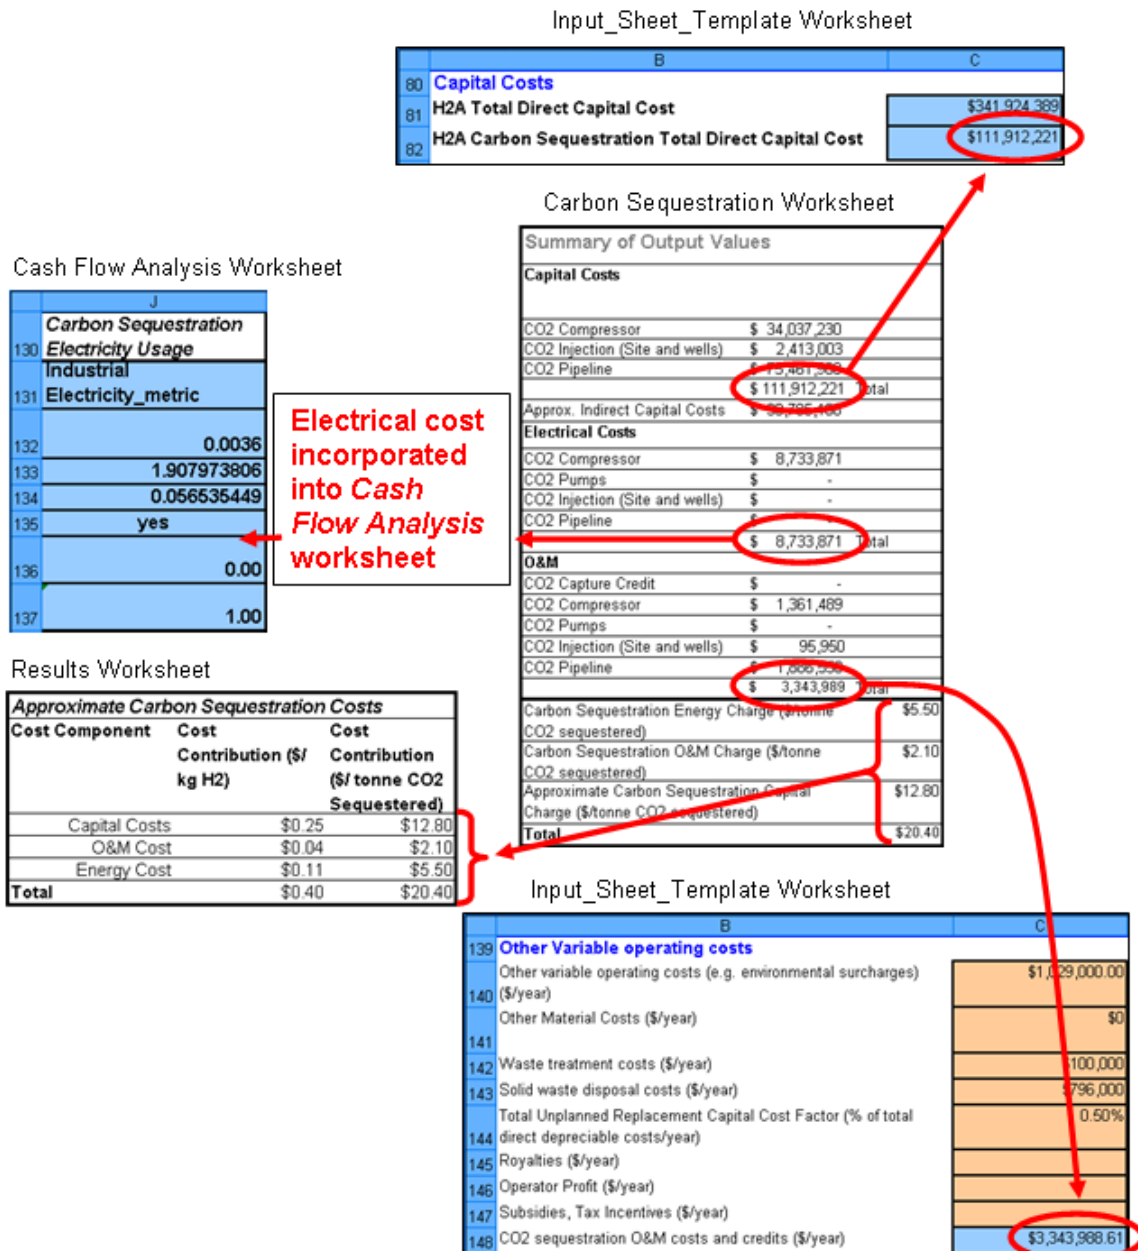 Input_Sheet_Template Worksheet
B C
80 Capital Costs
81 H2A Total Direct Capital Cost $341,924,389
82 H2A Carbon Sequestration Total Direct Capital Cost $111,912,221
Carbon Sequestration Worksheet
Summary of Output Values
Capital Costs
CO2 Compressor $ 34,037,230
CO2 Injection (Site and wells) $ 2,413,003
CO2 Pipeline $
$ 111,912,221 Total
Approx. Indirect Capital Costs $
Electrical Costs
CO2 Compressor $ 8,733,871
CO2 Pumps $ -
CO2 Injection (Site and wells) $ -
CO2 Pipeline $
$ 8,733,871 Total
O&M
CO2 Capture Credit $ -
CO2 Compressor $ 1,361,489
CO2 Pumps $ -
CO2 Injection (Site and wells) $ 95,950
CO2 Pipeline $
$ 3,343,989 Total
Carbon Sequestration Energy Charge ($/tonne $5.50
CO2 sequestered)
Carbon Sequestration O&M Charge ($/tonne $2.10
CO2 sequestered)
Approximate Carbon Sequestration Capital $12.80
Charge ($/tonne CO2 sequestered)
Total $20.40
Cash Flow Analysis Worksheet
J
Carbon Sequestration
130 Electricity Usage
Industrial
131 Electricity_metric
132 0.0036
133 1.907973806
134 0.056535449
135 yes
136 0.00
137 1.00
Electrical cost
incorporated
into Cash
Flow Analysis
worksheet
Results Worksheet
Approximate Carbon Sequestration Costs
Cost Component Cost Cost
Contribution ($/ Contribution
kg H2) ($/ tonne CO2
Sequestered)
Capital Costs $0.25 $12.80
O&M Cost $0.04 $2.10
Energy Cost $0.11 $5.50
Total $0.40 $20.40
Input_Sheet_Template Worksheet
B C
139 Other Variable operating costs
Other variable operating costs (e.g. environmental surcharges) $1,029,000.00
140 ($/year)
Other Material Costs ($/year) $0
141
142 Waste treatment costs ($/year) $100,000
143 Solid waste disposal costs ($/year) $796,000
Total Unplanned Replacement Capital Cost Factor (% of total 0.50%
144 direct depreciable costs/year)
145 Royalties ($/year)
146 Operator Profit ($/year)
147 Subsidies, Tax Incentives ($/year)
148 CO2 sequestration O&M costs and credits ($/year) $3,343,988.61